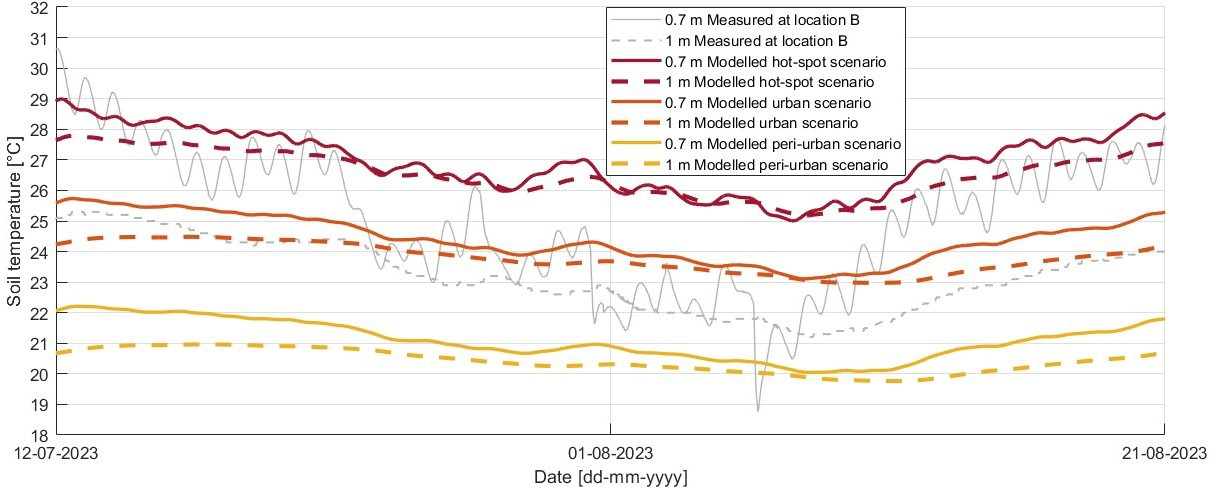 32
31
30
29
28
27
26
25
24
23
22
21
20
19
18
Soil temperature [°C]
0.7 m Measured at location B
1 m Measured at location B
0.7 m Modelled hot-spot scenario
1 m Modelled hot-spot scenario
0.7 m Modelled urban scenario
1 m Modelled urban scenario
0.7 m Modelled peri-urban scenario
1 m Modelled peri-urban scenario
12-07-2023
01-08-2023
21-08-2023
Date [dd-mm-yyyy]